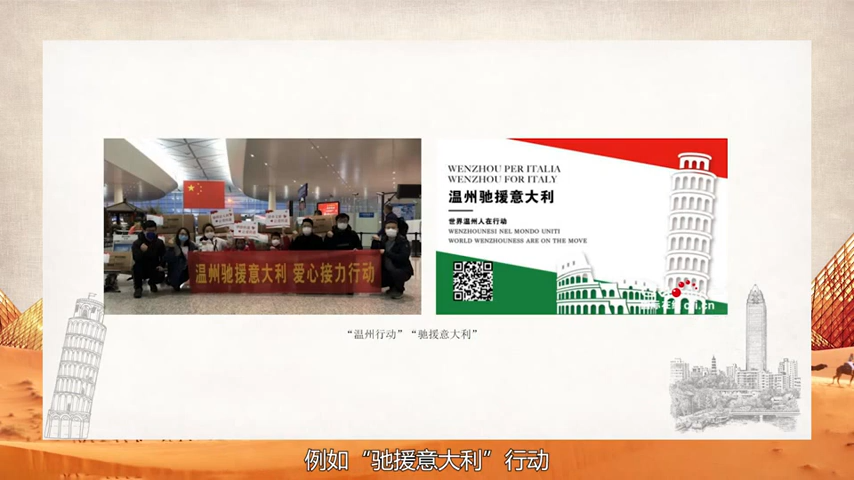 温州驰援意大利 爱心接力行动
WENZHOU PER ITALIA
WENZHOU FOR ITALY
温州驰援意大利
世界温州人在行动
WENZHOUNESI NEL MONDO UNITI
WORLD WENZHOUNESS ARE ON THE MOVE
“温州行动”“驰援意大利”
例如“驰援意大利”行动